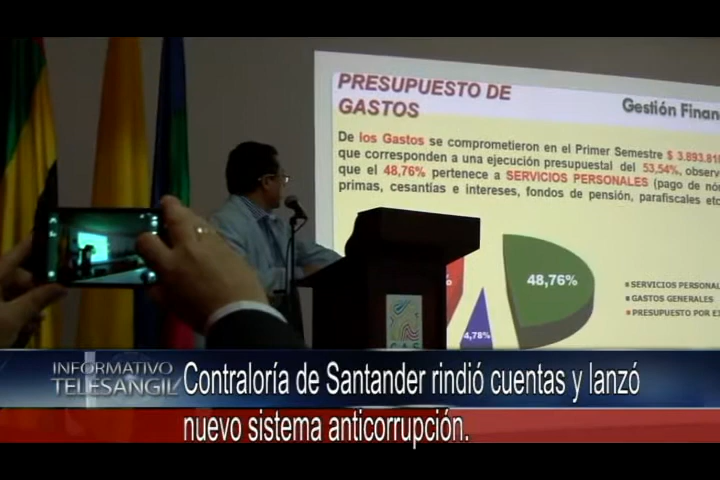 PRESUPUESTO DE
GASTOS
Gestión Finan
De los Gastos se comprometieron en el Primer Semestre $ 3.893.818
que corresponden a una ejecución presupuestal del 53,54%, observ
que el 48,76% pertenece a SERVICIOS PERSONALES (pago de nó
primas, cesantías e intereses, fondos de pensión, parafiscales etc
48,76%
4,78%
SERVICIOS PERSONAL
GASTOS GENERALES
PRESUPUESTO POR E
CAS
INFORMATIVO
TELESANGIL
Contraloría de Santander rindió cuentas y lanzó
nuevo sistema anticorrupción.